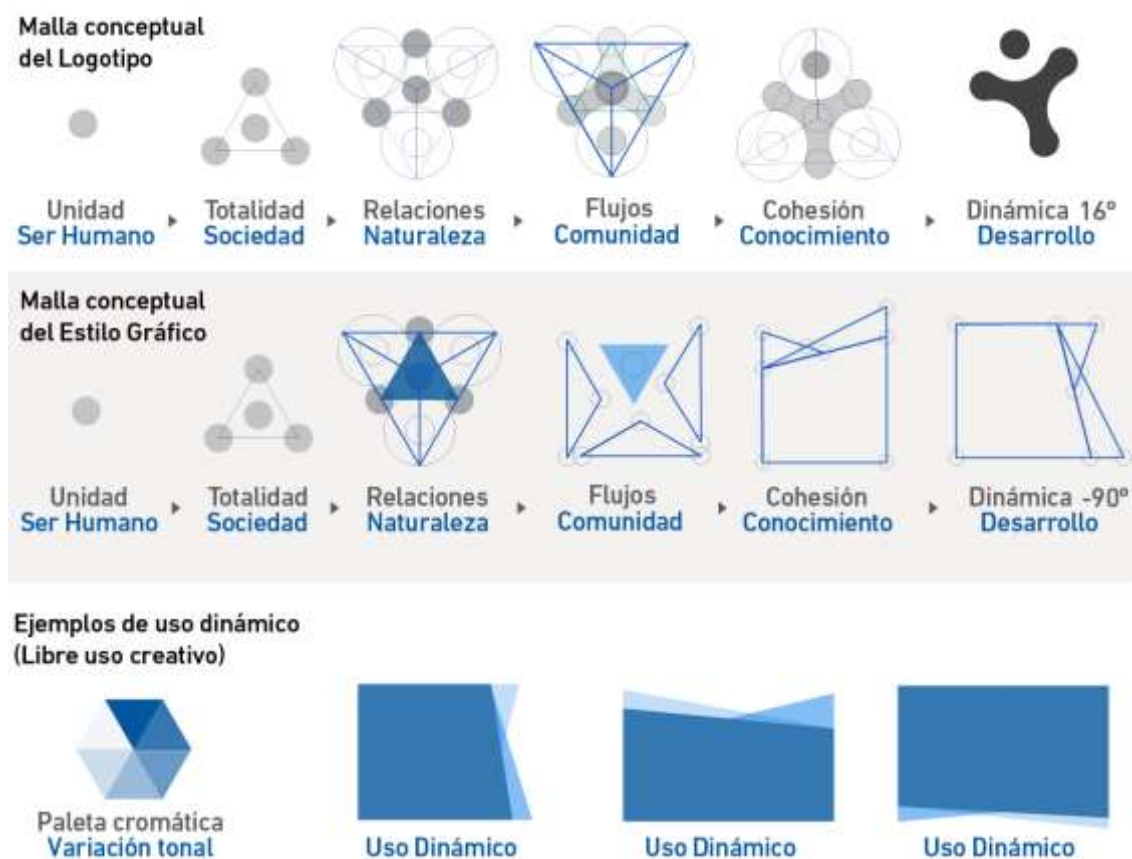 Malla conceptual
del Logotipo
Unidad
Ser Humano
Totalidad
Sociedad
Relaciones
Naturaleza
Flujos
Comunidad
Cohesión
Conocimiento
Dinámica 16º
Desarrollo
Malla conceptual
del Estilo Gráfico
Unidad
Ser Humano
Totalidad
Sociedad
Relaciones
Naturaleza
Flujos
Comunidad
Cohesión
Conocimiento
Dinámica -90º
Desarrollo
Ejemplos de uso dinámico
(Libre uso creativo)
Paleta cromática
Variación tonal
Uso Dinámico
Uso Dinámico
Uso Dinámico